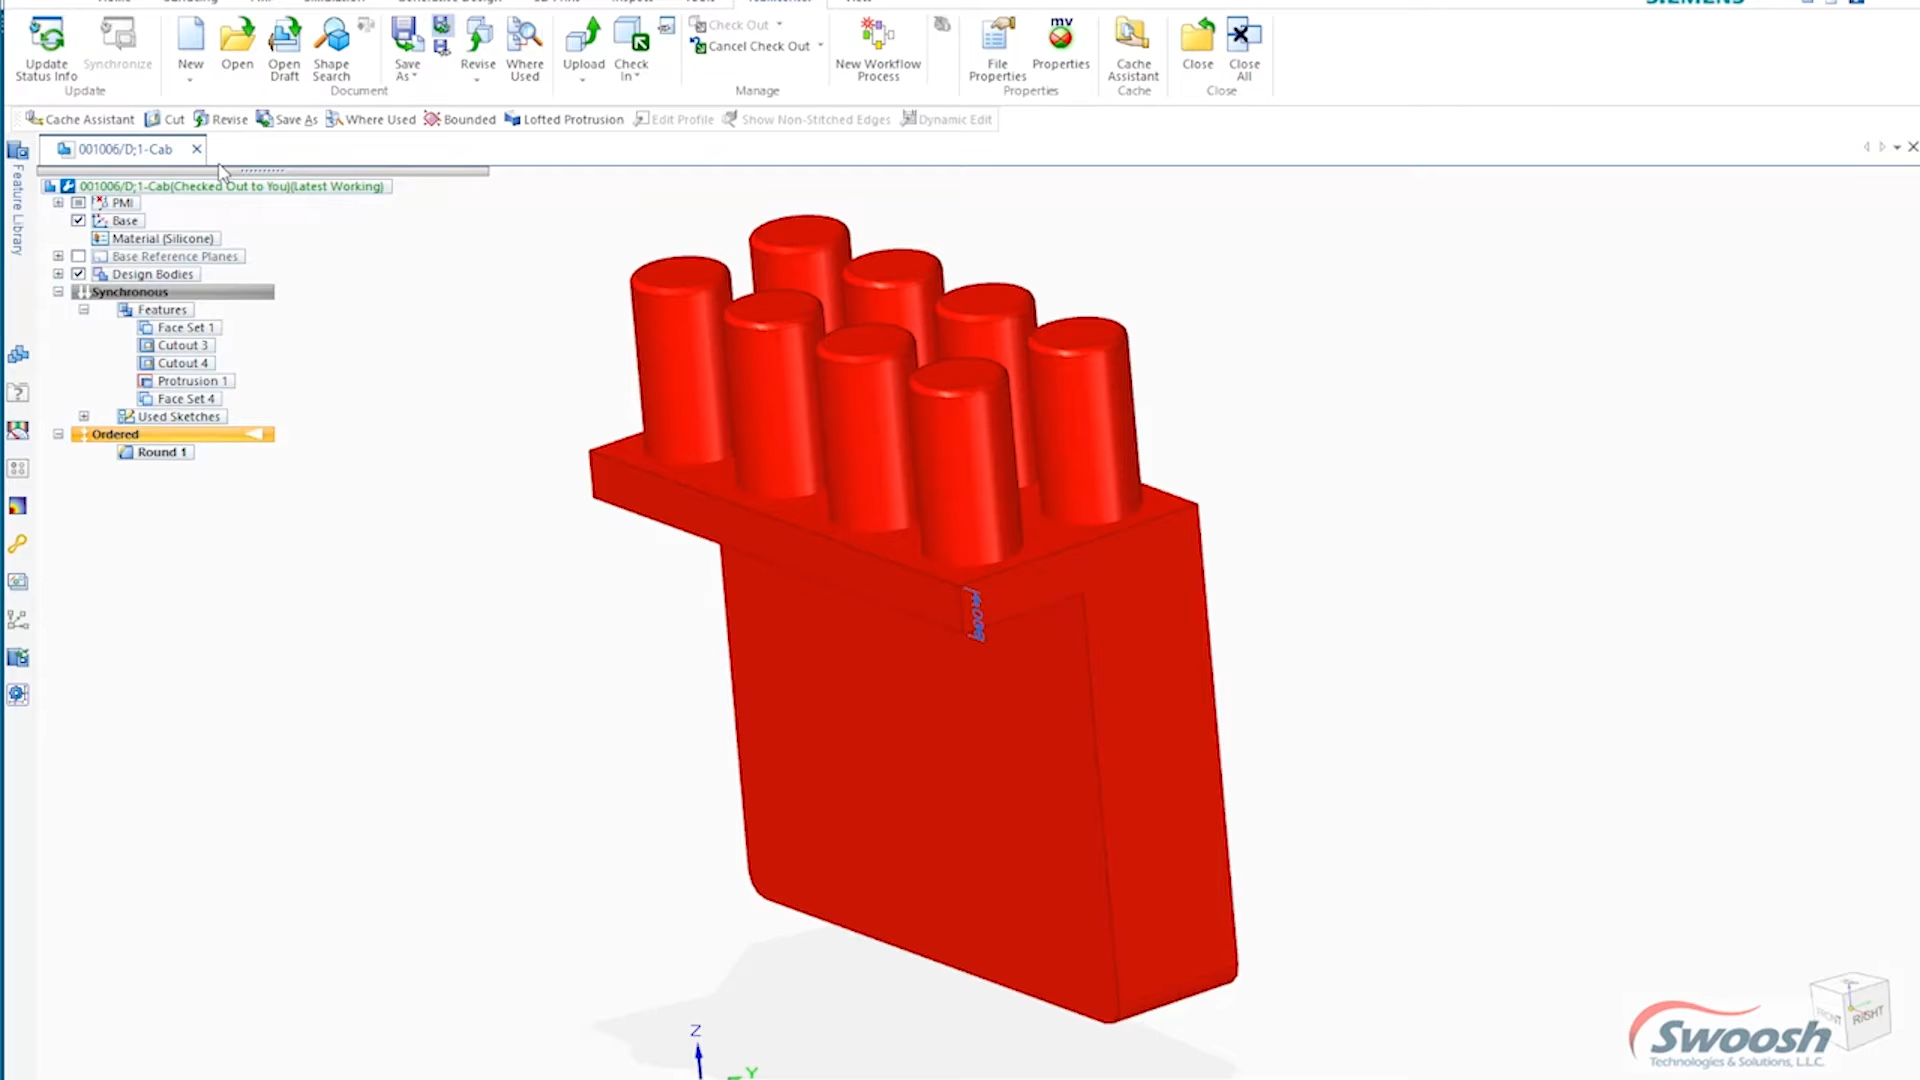 SIEMENS
Update Status Info
Synchronize
New
Open
Open Draft
Shape Search
Save As
Revise
Where Used
Upload
Check In
Check Out
Cancel Check Out
New Workflow Process
File Properties
mv
Properties
Cache Assistant
Close
Close All
Update
Document
Manage
Properties
Cache
Close
Cache Assistant Cut Revise Save As Where Used Bounded Lofted Protrusion Edit Profile Show Non-Stitched Edges Dynamic Edit
001006/D;1-Cab
Feature Library
001006/D;1-Cab(Checked Out to You)(Latest Working)
PMI
Base
Material (Silicone)
Base Reference Planes
Design Bodies
Synchronous
Features
Face Set 1
Cutout 3
Cutout 4
Protrusion 1
Face Set 4
Used Sketches
Ordered
Round 1
Z
Y
FRONT
RIGHT
Swoosh
Technologies & Solutions, L.L.C.